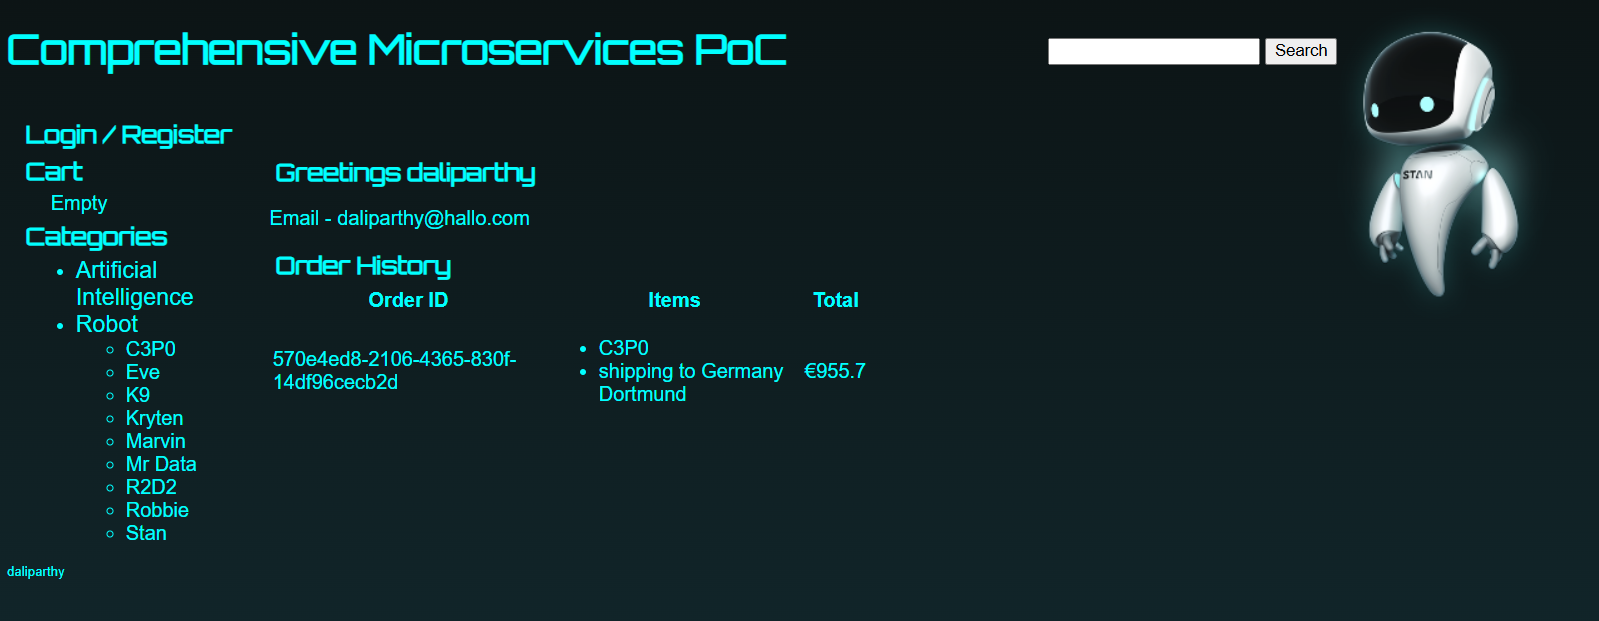 Comprehensive Microservices PoC
Search
STAN
Login / Register
Cart
Empty
Categories
Artificial
Intelligence
Robot
C3P0
Eve
K9
Kryten
Marvin
Mr Data
R2D2
Robbie
Stan
Greetings daliparthy
Email - daliparthy@hallo.com
Order History
Order ID Items Total
570e4ed8-2106-4365-830f-
14df96cecb2d
C3P0
shipping to Germany
Dortmund
€955.7
daliparthy